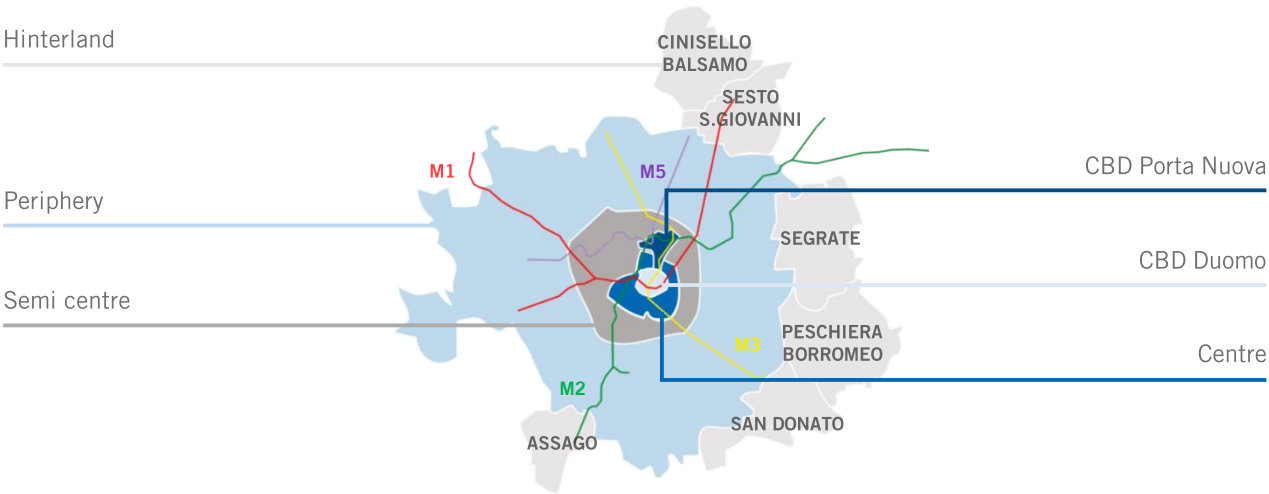 Hinterland
CINISELLO
BALSAMO
SESTO
S.GIOVANNI
M1
M5
CBD Porta Nuova
Periphery
SEGRATE
CBD Duomo
Semi centre
PESCHIERA
BORROMEO
M3
Centre
M2
SAN DONATO
ASSAGO